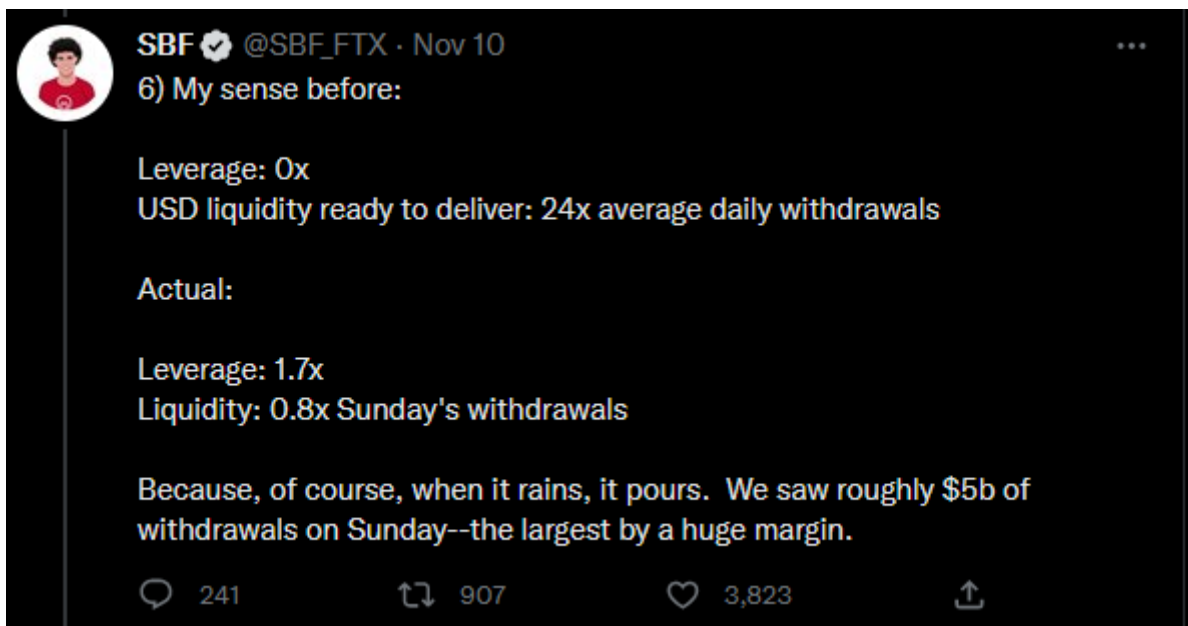 SBF @SBF_FTX · Nov 10
6) My sense before:
Leverage: 0x
USD liquidity ready to deliver: 24x average daily withdrawals
Actual:
Leverage: 1.7x
Liquidity: 0.8x Sunday's withdrawals
Because, of course, when it rains, it pours.  We saw roughly $5b of
withdrawals on Sunday--the largest by a huge margin.
241 907 3,823